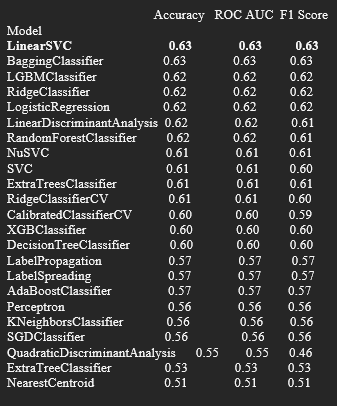 Accuracy ROC AUC F1 Score
Model
LinearSVC 0.63 0.63 0.63
BaggingClassifier 0.63 0.63 0.63
LGBMClassifier 0.62 0.62 0.62
RidgeClassifier 0.62 0.62 0.62
LogisticRegression 0.62 0.62 0.62
LinearDiscriminantAnalysis 0.62 0.62 0.61
RandomForestClassifier 0.62 0.62 0.61
NuSVC 0.61 0.61 0.61
SVC 0.61 0.61 0.60
ExtraTreesClassifier 0.61 0.61 0.61
RidgeClassifierCV 0.61 0.61 0.60
CalibratedClassifierCV 0.60 0.60 0.59
XGBClassifier 0.60 0.60 0.60
DecisionTreeClassifier 0.60 0.60 0.60
LabelPropagation 0.57 0.57 0.57
LabelSpreading 0.57 0.57 0.57
AdaBoostClassifier 0.57 0.57 0.57
Perceptron 0.56 0.56 0.56
KNeighborsClassifier 0.56 0.56 0.56
SGDClassifier 0.56 0.56 0.56
QuadraticDiscriminantAnalysis 0.55 0.55 0.46
ExtraTreeClassifier 0.53 0.53 0.53
NearestCentroid 0.51 0.51 0.51